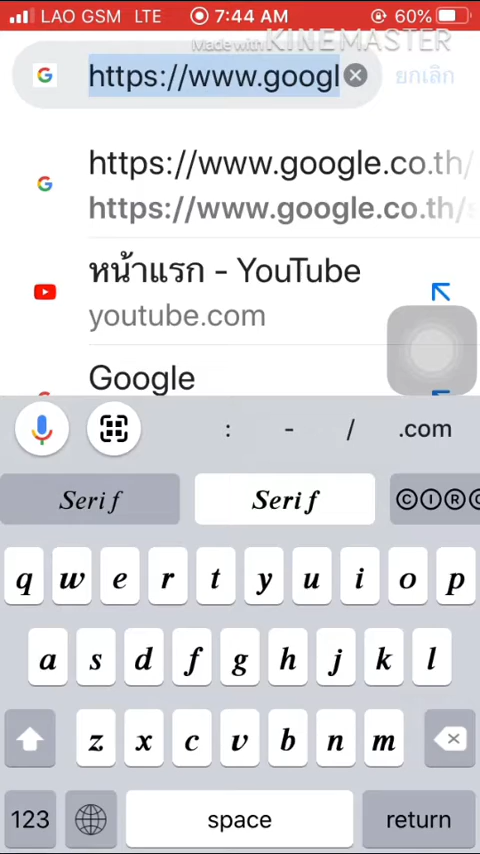 LAO GSM LTE 7:44 AM 60%
Made with KINEMASTER
https://www.googl ยกเลิก
https://www.google.co.th/
https://www.google.co.th/s
หน้าแรก - YouTube
youtube.com
Google
: - / .com
Serif Serif ⒸⒾⓇⒸ
q w e r t y u i o p
a s d f g h j k l
z x c v b n m
123 space return